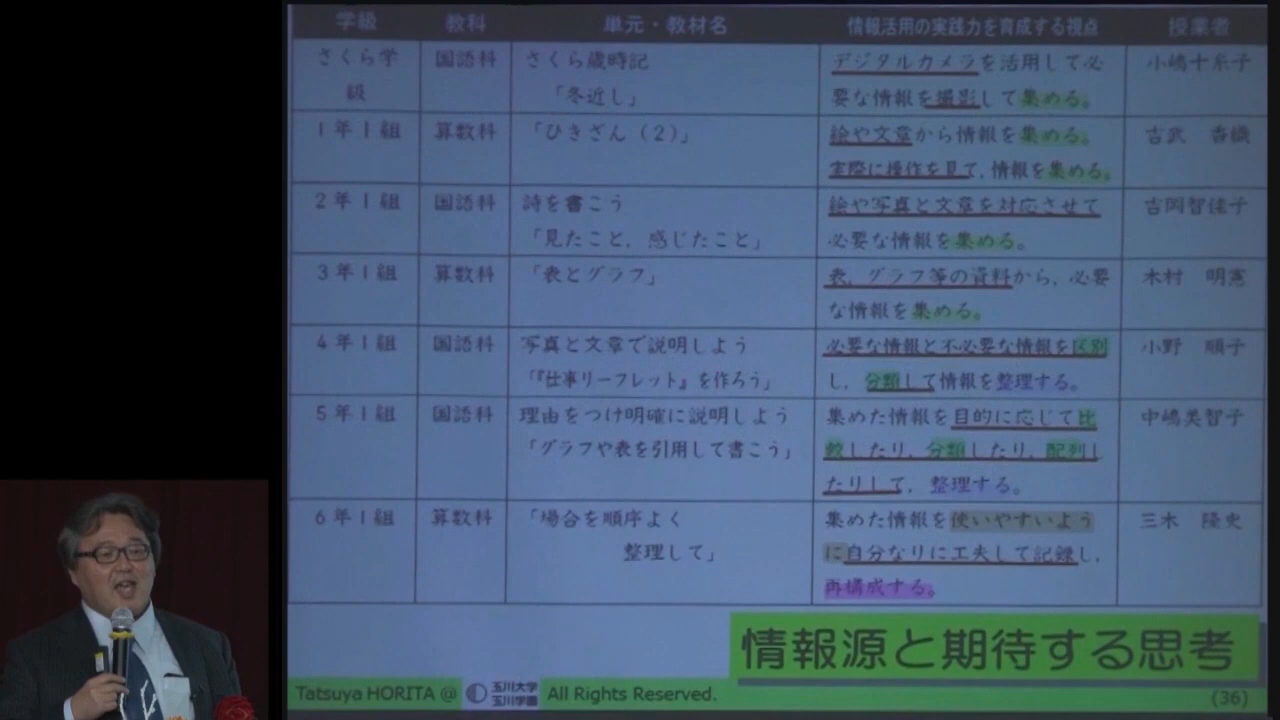 学級 教科 単元・教材名 情報活用の実践力を育成する視点 授業者
さくら学級 国語科 さくら歳時記 デジタルカメラを活用して必 小嶋十糸子
「冬近し」 要な情報を撮影して集める。
1年1組 算数科 「ひきざん(2)」 絵や文章から情報を集める。 吉武 香織
実際に操作を見て,情報を集める。
2年1組 国語科 詩を書こう 絵や写真と文章を対応させて 吉岡智佳子
「見たこと,感じたこと」 必要な情報を集める。
3年1組 算数科 「表とグラフ」 表,グラフ等の資料から,必要 木村 明憲
な情報を集める。
4年1組 国語科 写真と文章で説明しよう 必要な情報と不必要な情報を区別 小野 順子
「『仕事リーフレット』を作ろう」 し,分類して情報を整理する。
5年1組 国語科 理由をつけ明確に説明しよう 集めた情報を目的に応じて比 中嶋美智子
「グラフや表を引用して書こう」 較したり,分類したり,配列し
たりして,整理する。
6年1組 算数科 「場合を順序よく 集めた情報を使いやすいよう 三木 隆史
整理して」 に自分なりに工夫して記録し,
再構成する。
情報源と期待する思考
Tatsuya HORITA @ 玉川大学 玉川学園 All Rights Reserved.
(36)